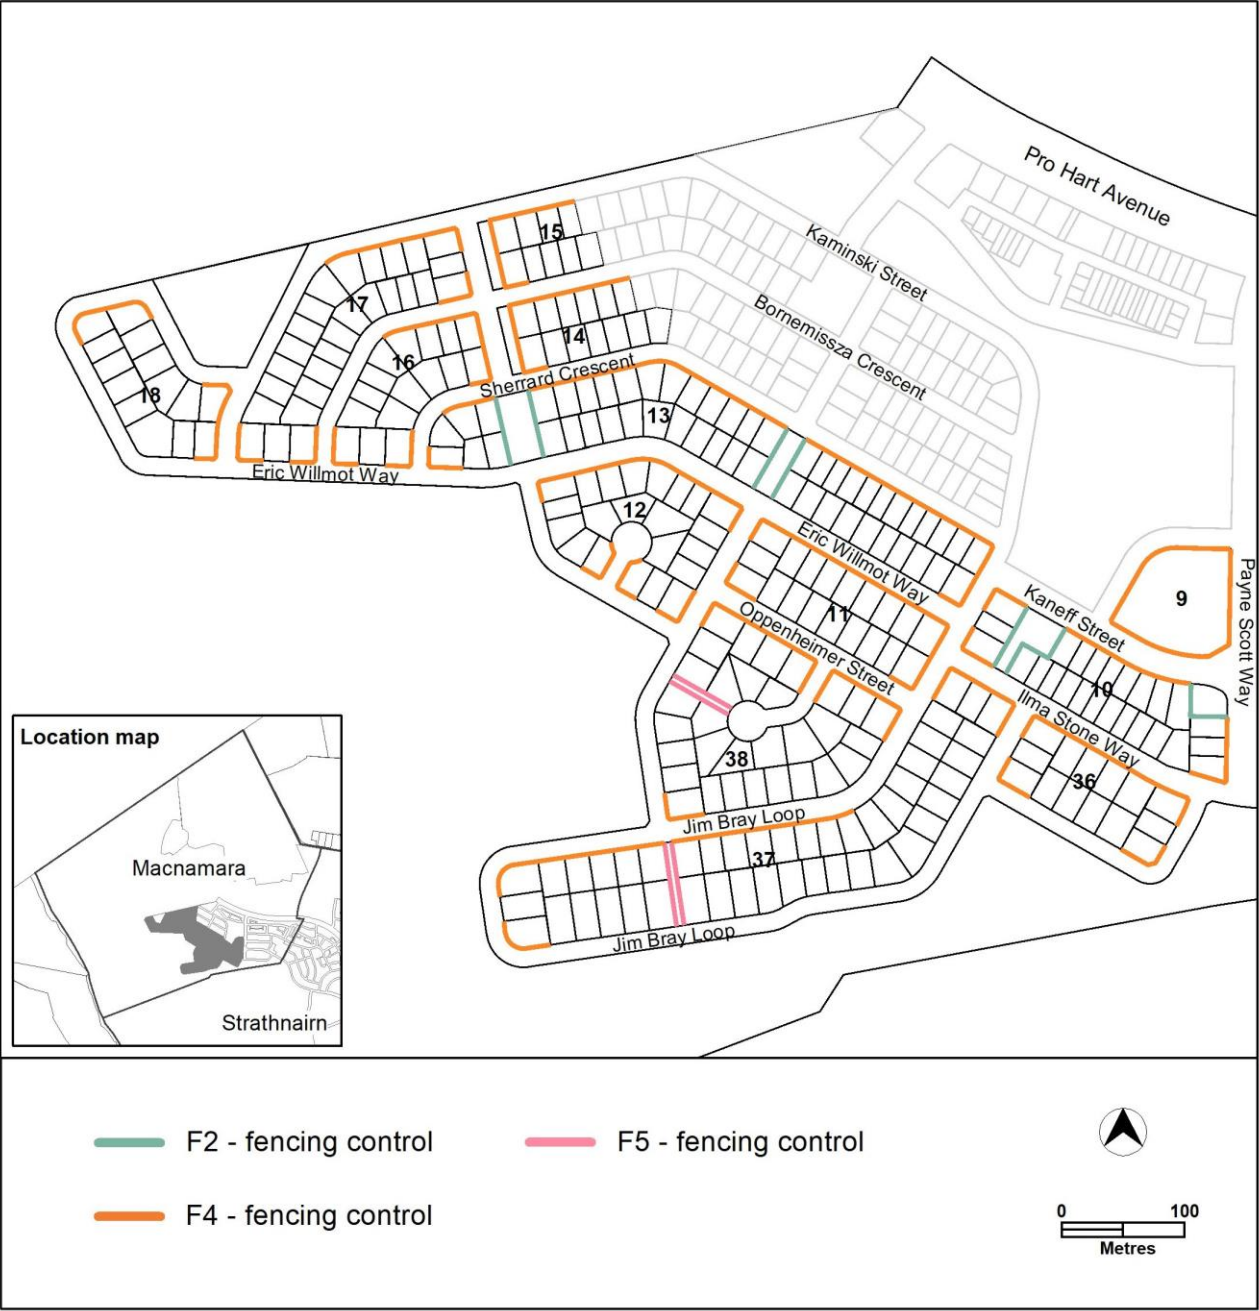 Pro Hart Avenue
Kaminski Street
Bornemissza Crescent
15
17
14
16
Sherrard Crescent
18
13
Eric Willmot Way
12
Eric Willmot Way
11
Oppenheimer Street
Kaneff Street
9
Payne Scott Way
10
Ilma Stone Way
36
38
Jim Bray Loop
37
Jim Bray Loop
Location map
Macnamara
Strathnairn
F2 - fencing control
F5 - fencing control
F4 - fencing control
0 100
Metres